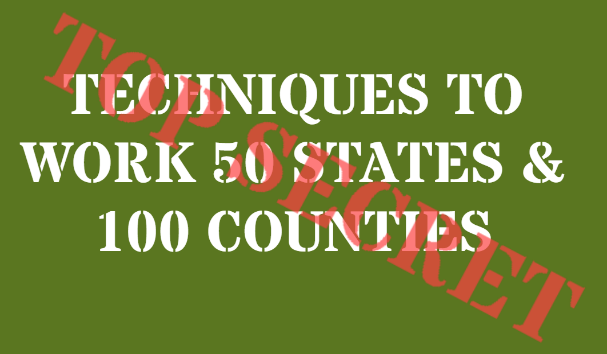 TECHNIQUES TO
WORK 50 STATES &
100 COUNTIES
TOP SECRET